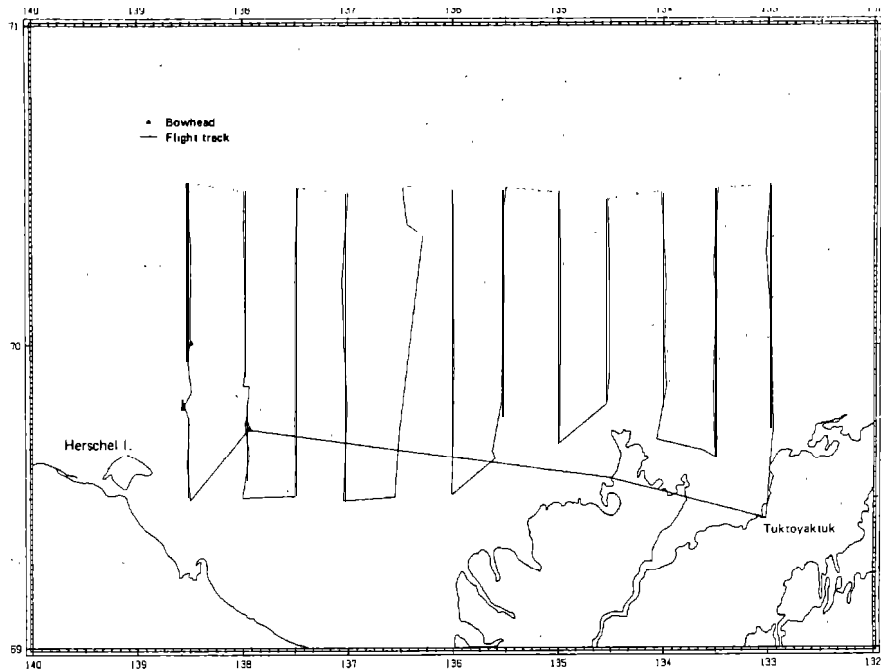 140 139 138 137 136 135 134 133
71
Bowhead
Flight track
70
Herschel I.
Tuktoyaktuk
69
140 139 138 137 136 135 134 133 132